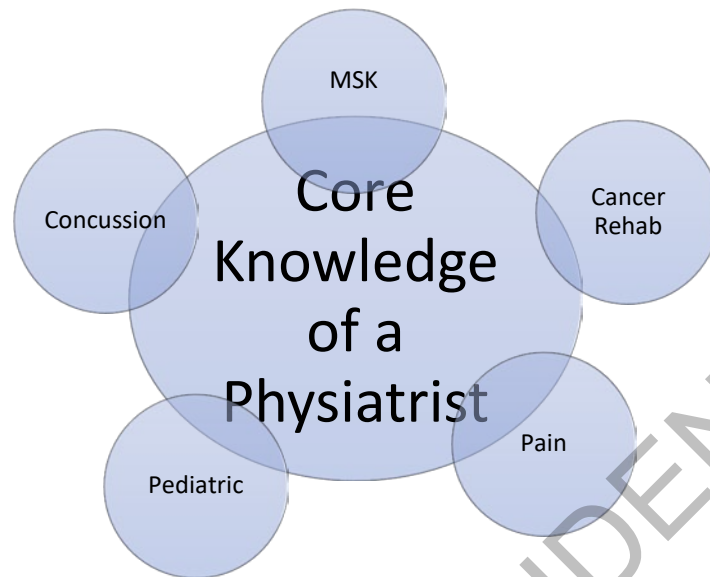 MSK
Core
Knowledge
of a
Physiatrist
Concussion
Cancer
Rehab
Pediatric
Pain